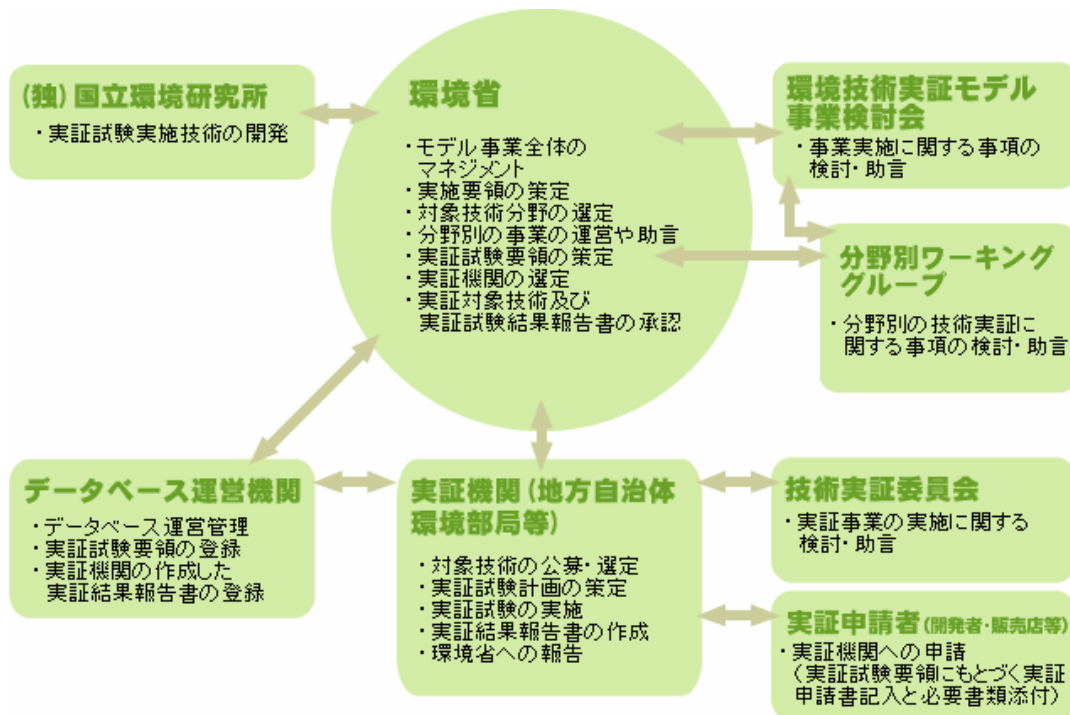 (独)国立環境研究所
・実証試験実施技術の開発
環境省
・モデル事業全体の
マネジメント
・実施要領の策定
・対象技術分野の選定
・分野別の事業の運営や助言
・実証試験要領の策定
・実証機関の選定
・実証対象技術及び
実証試験結果報告書の承認
環境技術実証モデル
事業検討会
・事業実施に関する事項の
検討・助言
分野別ワーキング
グループ
・分野別の技術実証に
関する事項の検討・助言
データベース運営機関
・データベース運営管理
・実証試験要領の登録
・実証機関の作成した
実証結果報告書の登録
実証機関(地方自治体
環境部局等)
・対象技術の公募・選定
・実証試験計画の策定
・実証試験の実施
・実証結果報告書の作成
・環境省への報告
技術実証委員会
・実証事業の実施に関する
検討・助言
実証申請者(開発者・販売店等)
・実証機関への申請
(実証試験要領にもとづく実証
申請書記入と必要書類添付)